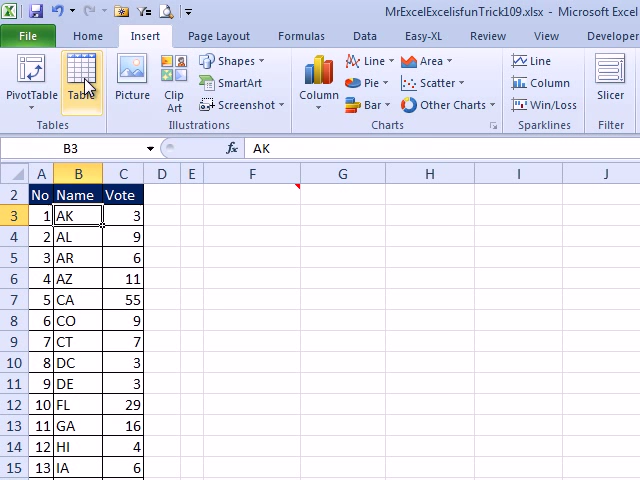 MrExcelExcelisfunTrick109.xlsx - Microsoft Excel
File Home Insert Page Layout Formulas Data Easy-XL Review View Developer
PivotTable Table Picture Clip Art Shapes SmartArt Screenshot Column Line Pie Bar Area Scatter Other Charts Line Column Win/Loss Slicer
Tables Illustrations Charts Sparklines Filter
B3 fx AK
A B C D E F G H I J
2 No Name Vote
3 1 AK 3
4 2 AL 9
5 3 AR 6
6 4 AZ 11
7 5 CA 55
8 6 CO 9
9 7 CT 7
10 8 DC 3
11 9 DE 3
12 10 FL 29
13 11 GA 16
14 12 HI 4
15 13 IA 6